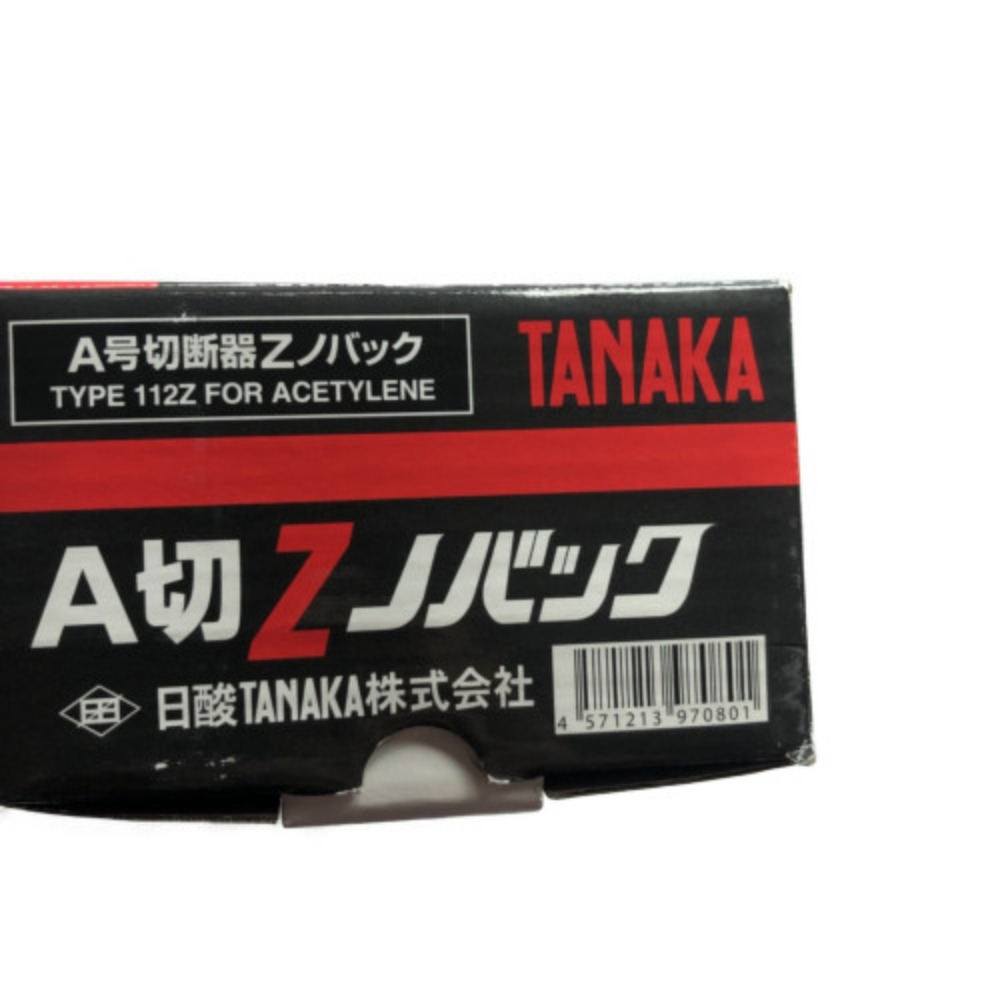 A号切断器Zノバック
TYPE 112Z FOR ACETYLENE
TANAKA
A切Zノバック
日酸TANAKA株式会社
4 571213 970801